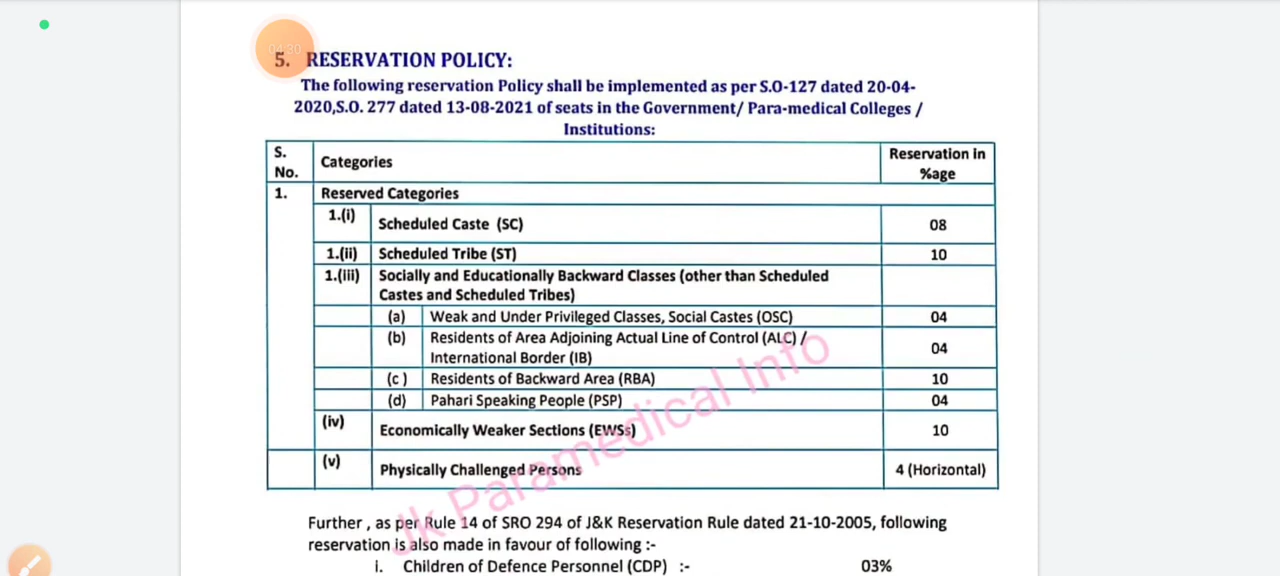 04:30
5. RESERVATION POLICY:
The following reservation Policy shall be implemented as per S.O-127 dated 20-04-
2020,S.O. 277 dated 13-08-2021 of seats in the Government/ Para-medical Colleges /
Institutions:
S. No. Categories Reservation in %age
1. Reserved Categories
1.(i) Scheduled Caste (SC) 08
1.(ii) Scheduled Tribe (ST) 10
1.(iii) Socially and Educationally Backward Classes (other than Scheduled
Castes and Scheduled Tribes)
(a) Weak and Under Privileged Classes, Social Castes (OSC) 04
(b) Residents of Area Adjoining Actual Line of Control (ALC) /
International Border (IB) 04
(c) Residents of Backward Area (RBA) 10
(d) Pahari Speaking People (PSP) 04
(iv) Economically Weaker Sections (EWSs) 10
(v) Physically Challenged Persons 4 (Horizontal)
Jk Paramedical Info
Further , as per Rule 14 of SRO 294 of J&K Reservation Rule dated 21-10-2005, following
reservation is also made in favour of following :-
i. Children of Defence Personnel (CDP) :- 03%